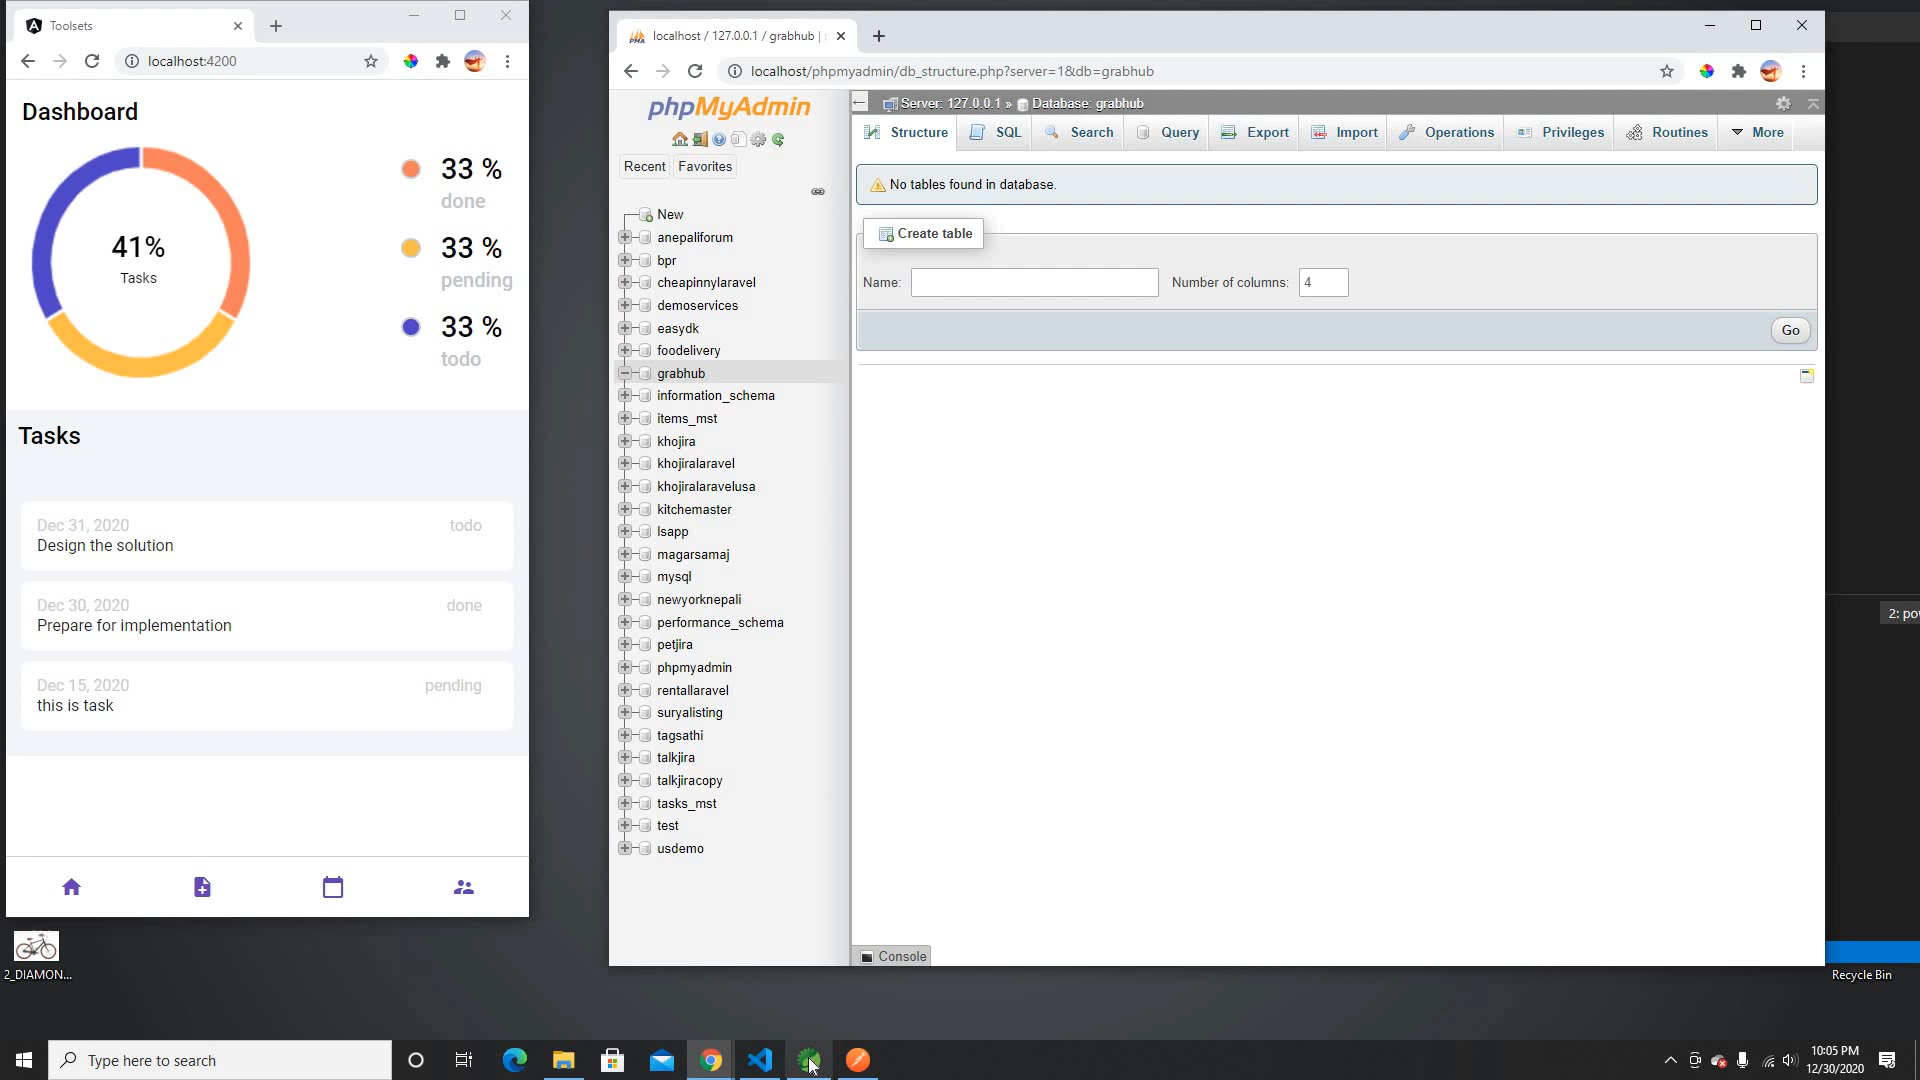 Toolsets
localhost:4200
Dashboard
41%
Tasks
33 %
done
33 %
pending
33 %
todo
Tasks
Dec 31, 2020 todo
Design the solution
Dec 30, 2020 done
Prepare for implementation
Dec 15, 2020 pending
this is task
2_DIAMON...
localhost / 127.0.0.1 / grabhub |
localhost/phpmyadmin/db_structure.php?server=1&db=grabhub
phpMyAdmin
Recent Favorites
New
anepaliforum
bpr
cheapinnylaravel
demoservices
easydk
foodelivery
grabhub
information_schema
items_mst
khojira
khojiralaravel
khojiralaravelusa
kitchemaster
lsapp
magarsamaj
mysql
newyorknepali
performance_schema
petjira
phpmyadmin
rentallaravel
suryalisting
tagsathi
talkjira
talkjiracopy
tasks_mst
test
usdemo
Server: 127.0.0.1 » Database: grabhub
Structure SQL Search Query Export Import Operations Privileges Routines More
No tables found in database.
Create table
Name: Number of columns: 4
Go
Console
2: po
Recycle Bin
Type here to search
10:05 PM
12/30/2020